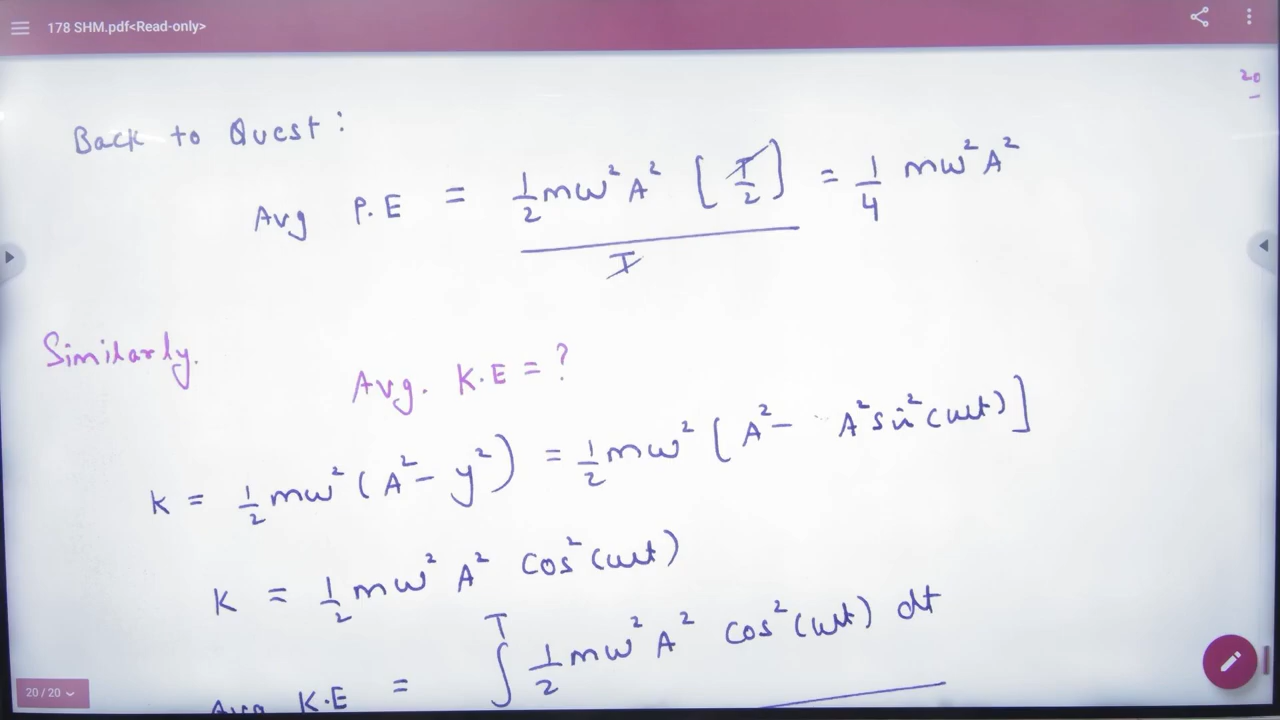 178 SHM.pdf<Read-only>
20
Back to Quest :
Avg P.E = 1/2 mω² A² [T/2] / T = 1/4 mω² A²
Similarly.
Avg. K.E = ?
K = 1/2 mω² (A² - y²) = 1/2 mω² [A² - A² sin² (ωt)]
K = 1/2 mω² A² cos² (ωt)
Avg K.E = ∫ᵀ 1/2 mω² A² cos² (ωt) dt
20 / 20